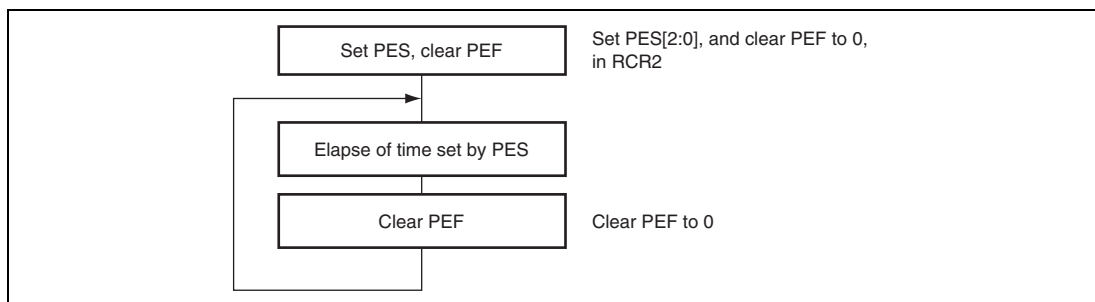 Set PES, clear PEF
Set PES[2:0], and clear PEF to 0,
in RCR2
Elapse of time set by PES
Clear PEF
Clear PEF to 0